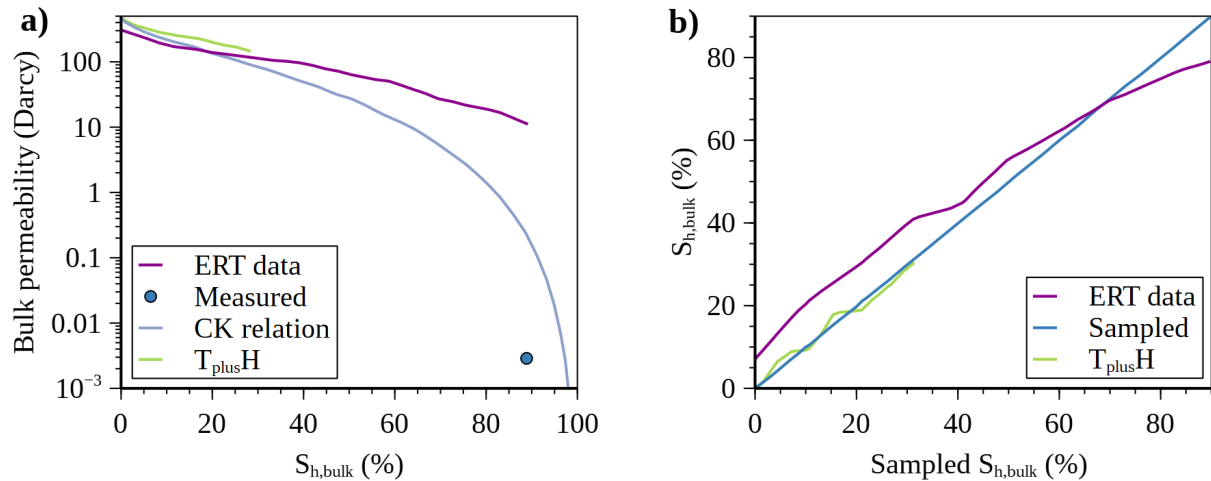 a)
Bulk permeability (Darcy)
100
10
1
0.1
0.01
10⁻³
ERT data
Measured
CK relation
TplusH
0 20 40 60 80 100
Sh,bulk (%)
b)
Sh,bulk (%)
80
60
40
20
0
ERT data
Sampled
TplusH
0 20 40 60 80
Sampled Sh,bulk (%)